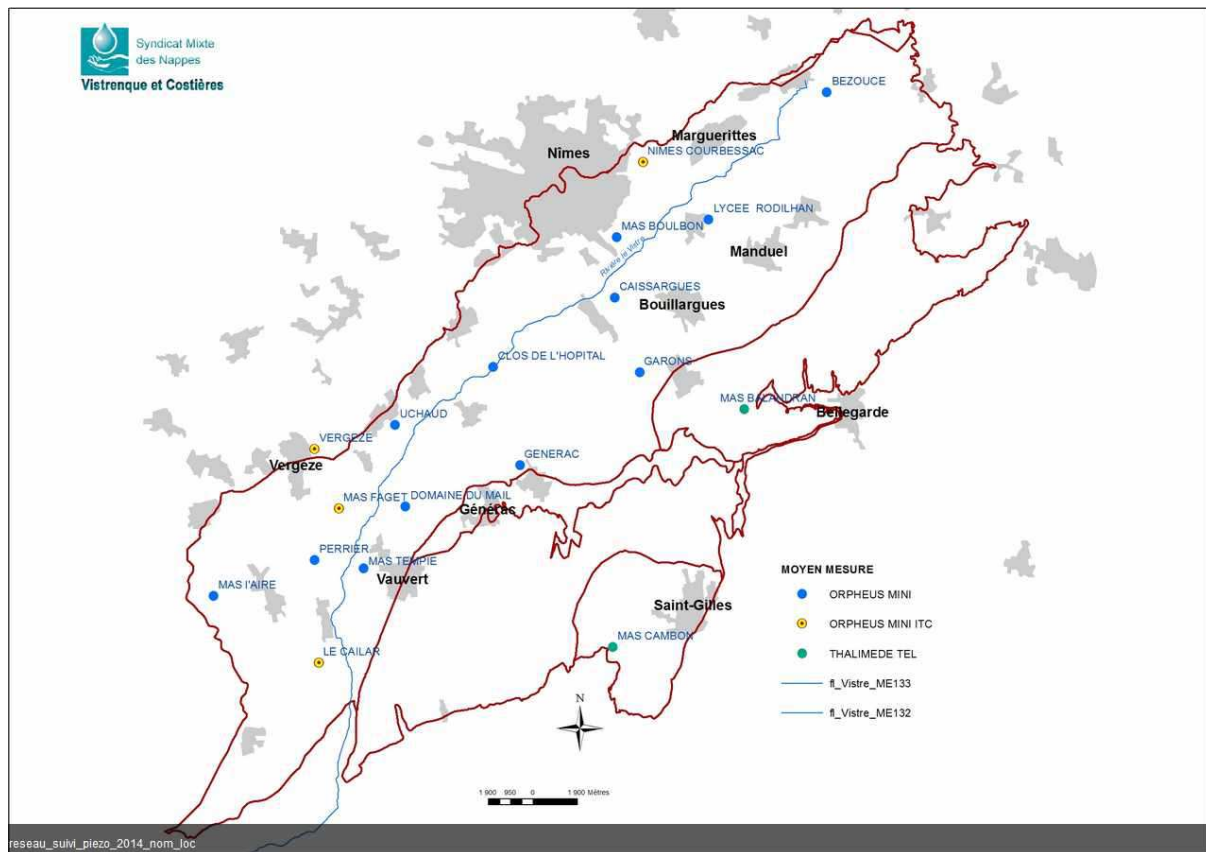 Syndicat Mixte
des Nappes
Vistrenque et Costières
BEZOUCE
Marguerittes
NIMES COURBESSAC
Nîmes
LYCEE RODILHAN
MAS BOULBON
Manduel
Rivière le Vistre
CAISSARGUES
Bouillargues
CLOS DE L'HOPITAL
GARONS
MAS BALANDRAN
Bellegarde
UCHAUD
VERGEZE
Vergeze
GENERAC
MAS FAGET
DOMAINE DU MAIL
Générac
PERRIER
MAS TEMPIE
Vauvert
MAS l'AIRE
Saint-Gilles
MAS CAMBON
LE CAILAR
MOYEN MESURE
ORPHEUS MINI
ORPHEUS MINI ITC
THALIMEDE TEL
fl_Vistre_ME133
fl_Vistre_ME132
N
1 900 950 0 1 900 Mètres
reseau_suivi_piezo_2014_nom_loc